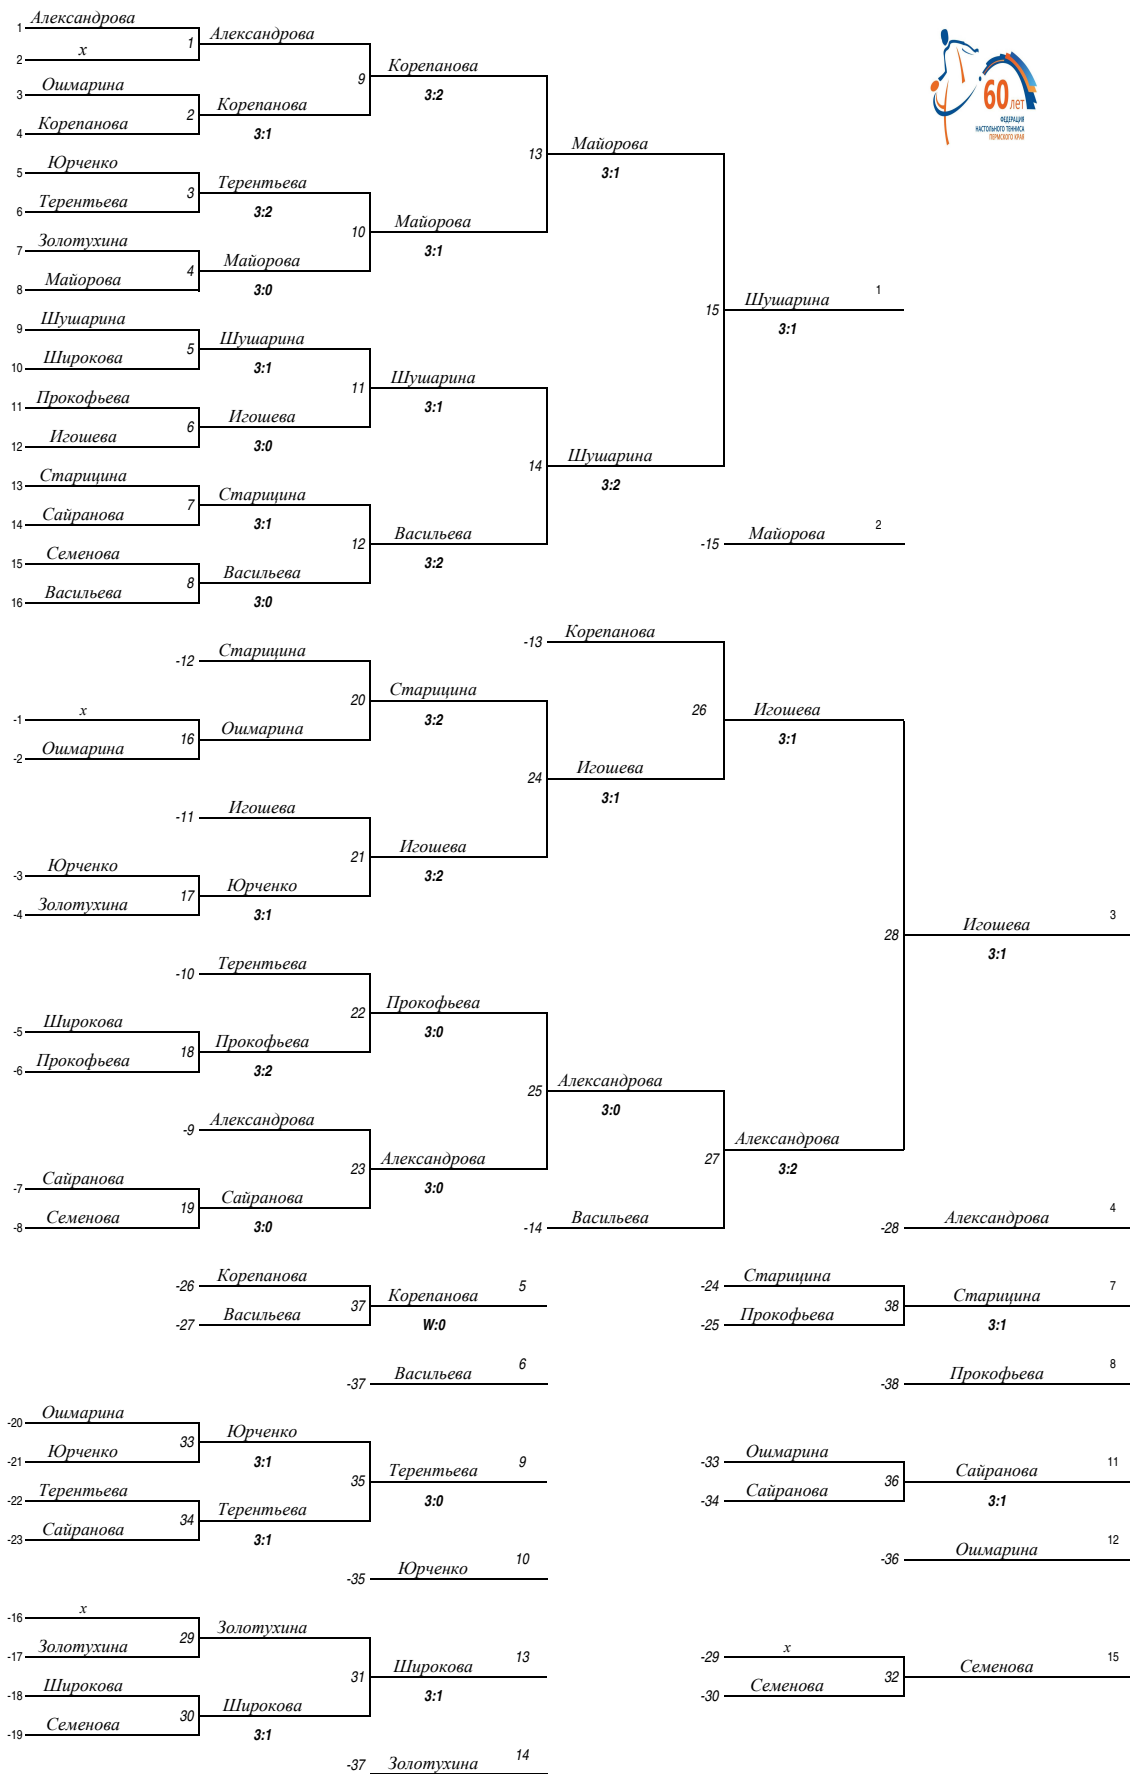 1 Александрова
2 х
1 Александрова
3 Ошмарина
4 Корепанова
2 Корепанова
3:1
9 Корепанова
3:2
5 Юрченко
6 Терентьева
3 Терентьева
3:2
7 Золотухина
8 Майорова
4 Майорова
3:0
10 Майорова
3:1
13 Майорова
3:1
9 Шушарина
10 Широкова
5 Шушарина
3:1
11 Прокофьева
12 Игошева
6 Игошева
3:0
11 Шушарина
3:1
13 Старицина
14 Сайранова
7 Старицина
3:1
15 Семенова
16 Васильева
8 Васильева
3:0
12 Васильева
3:2
14 Шушарина
3:2
15 Шушарина 1
3:1
-15 Майорова 2
60 лет
ФЕДЕРАЦИЯ
НАСТОЛЬНОГО ТЕННИСА
ПЕРМСКОГО КРАЯ
-12 Старицина
-1 х
-2 Ошмарина
16 Ошмарина
20 Старицина
3:2
-11 Игошева
-3 Юрченко
-4 Золотухина
17 Юрченко
3:1
21 Игошева
3:2
24 Игошева
3:1
-13 Корепанова
26 Игошева
3:1
-10 Терентьева
-5 Широкова
-6 Прокофьева
18 Прокофьева
3:2
22 Прокофьева
3:0
-9 Александрова
-7 Сайранова
-8 Семенова
19 Сайранова
3:0
23 Александрова
3:0
25 Александрова
3:0
-14 Васильева
27 Александрова
3:2
28 Игошева 3
3:1
-28 Александрова 4
-26 Корепанова
-27 Васильева
37 Корепанова 5
W:0
-37 Васильева 6
-24 Старицина
-25 Прокофьева
38 Старицина 7
3:1
-38 Прокофьева 8
-20 Ошмарина
-21 Юрченко
33 Юрченко
3:1
-22 Терентьева
-23 Сайранова
34 Терентьева
3:1
35 Терентьева 9
3:0
-35 Юрченко 10
-33 Ошмарина
-34 Сайранова
36 Сайранова 11
3:1
-36 Ошмарина 12
-16 х
-17 Золотухина
29 Золотухина
-18 Широкова
-19 Семенова
30 Широкова
3:1
31 Широкова 13
3:1
-37 Золотухина 14
-29 х
-30 Семенова
32 Семенова 15